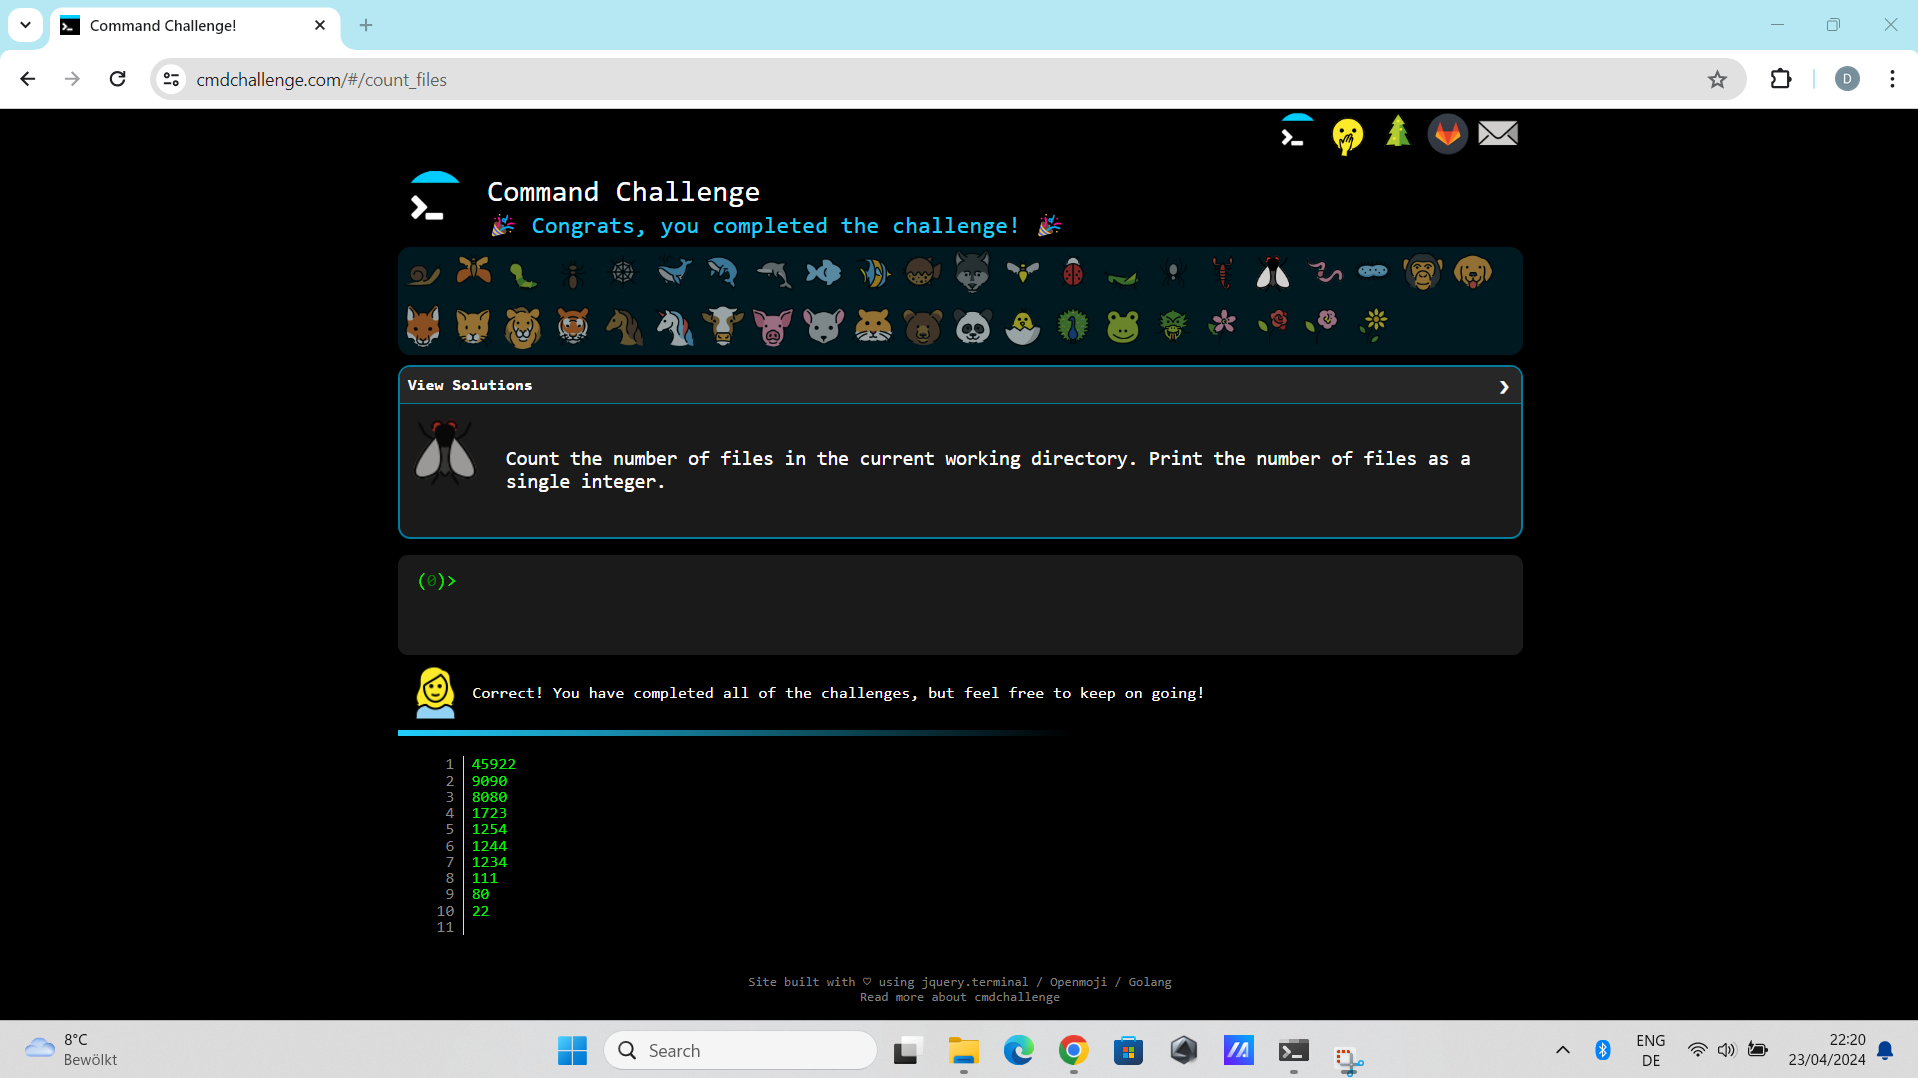 Command Challenge!
cmdchallenge.com/#/count_files
D
Command Challenge
Congrats, you completed the challenge!
View Solutions
Count the number of files in the current working directory. Print the number of files as a
single integer.
(0)>
Correct! You have completed all of the challenges, but feel free to keep on going!
1 45922
2 9090
3 8080
4 1723
5 1254
6 1244
7 1234
8 111
9 80
10 22
11
Site built with ♡ using jquery.terminal / Openmoji / Golang
Read more about cmdchallenge
8°C
Bewölkt
Search
ENG
DE
22:20
23/04/2024